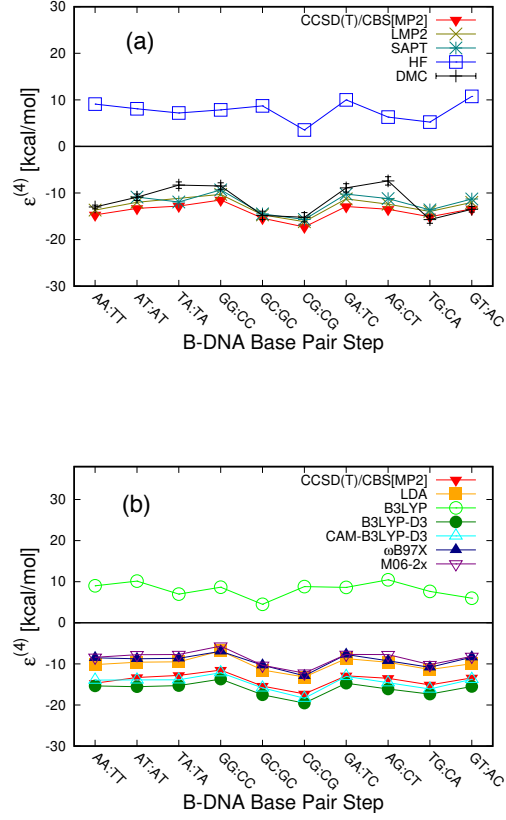 30
20
10
0
-10
-20
-30
ε(4) [kcal/mol]
(a)
CCSD(T)/CBS[MP2]
LMP2
SAPT
HF
DMC
AA:TT
AT:AT
TA:TA
GG:CC
GC:GC
CG:CG
GA:TC
AG:CT
TG:CA
GT:AC
B-DNA Base Pair Step
30
20
10
0
-10
-20
-30
ε(4) [kcal/mol]
(b)
CCSD(T)/CBS[MP2]
LDA
B3LYP
B3LYP-D3
CAM-B3LYP-D3
ωB97X
M06-2x
AA:TT
AT:AT
TA:TA
GG:CC
GC:GC
CG:CG
GA:TC
AG:CT
TG:CA
GT:AC
B-DNA Base Pair Step